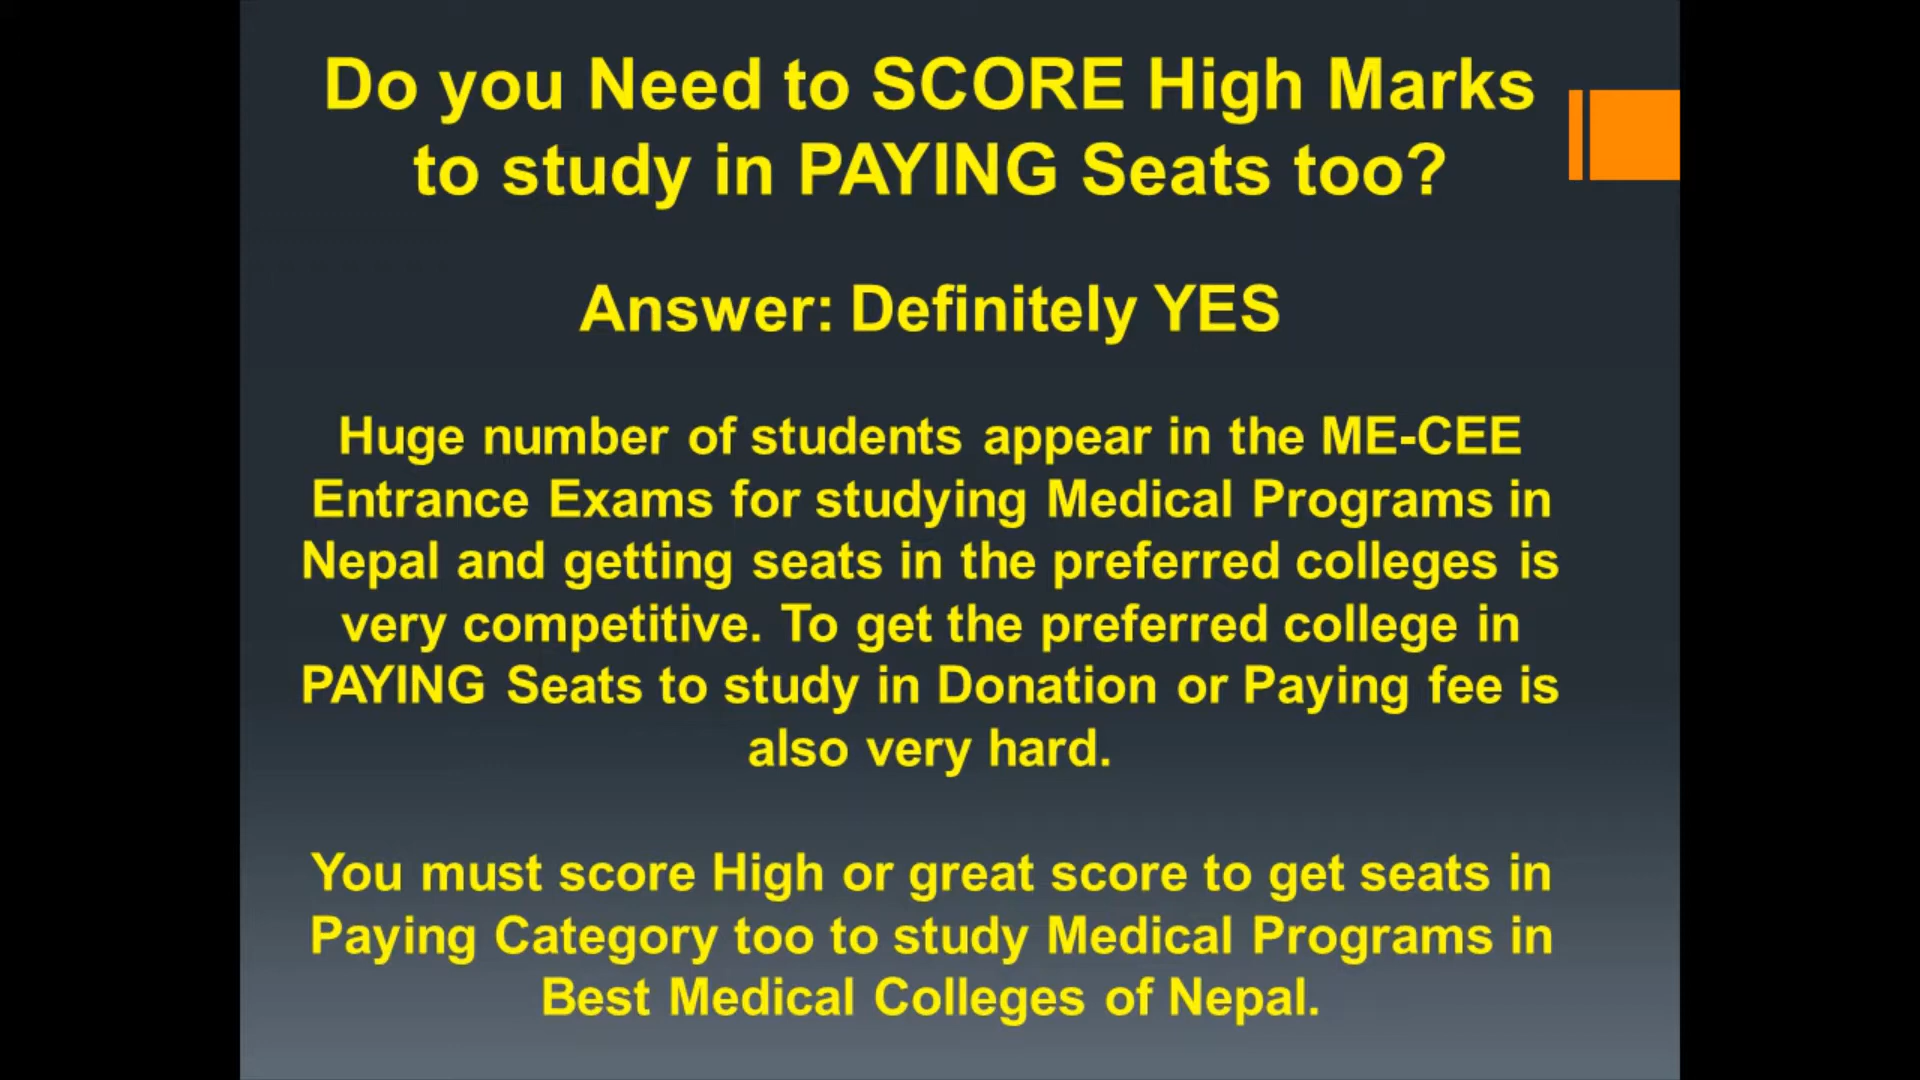 Do you Need to SCORE High Marks
to study in PAYING Seats too?
Answer: Definitely YES
Huge number of students appear in the ME-CEE
Entrance Exams for studying Medical Programs in
Nepal and getting seats in the preferred colleges is
very competitive. To get the preferred college in
PAYING Seats to study in Donation or Paying fee is
also very hard.
You must score High or great score to get seats in
Paying Category too to study Medical Programs in
Best Medical Colleges of Nepal.